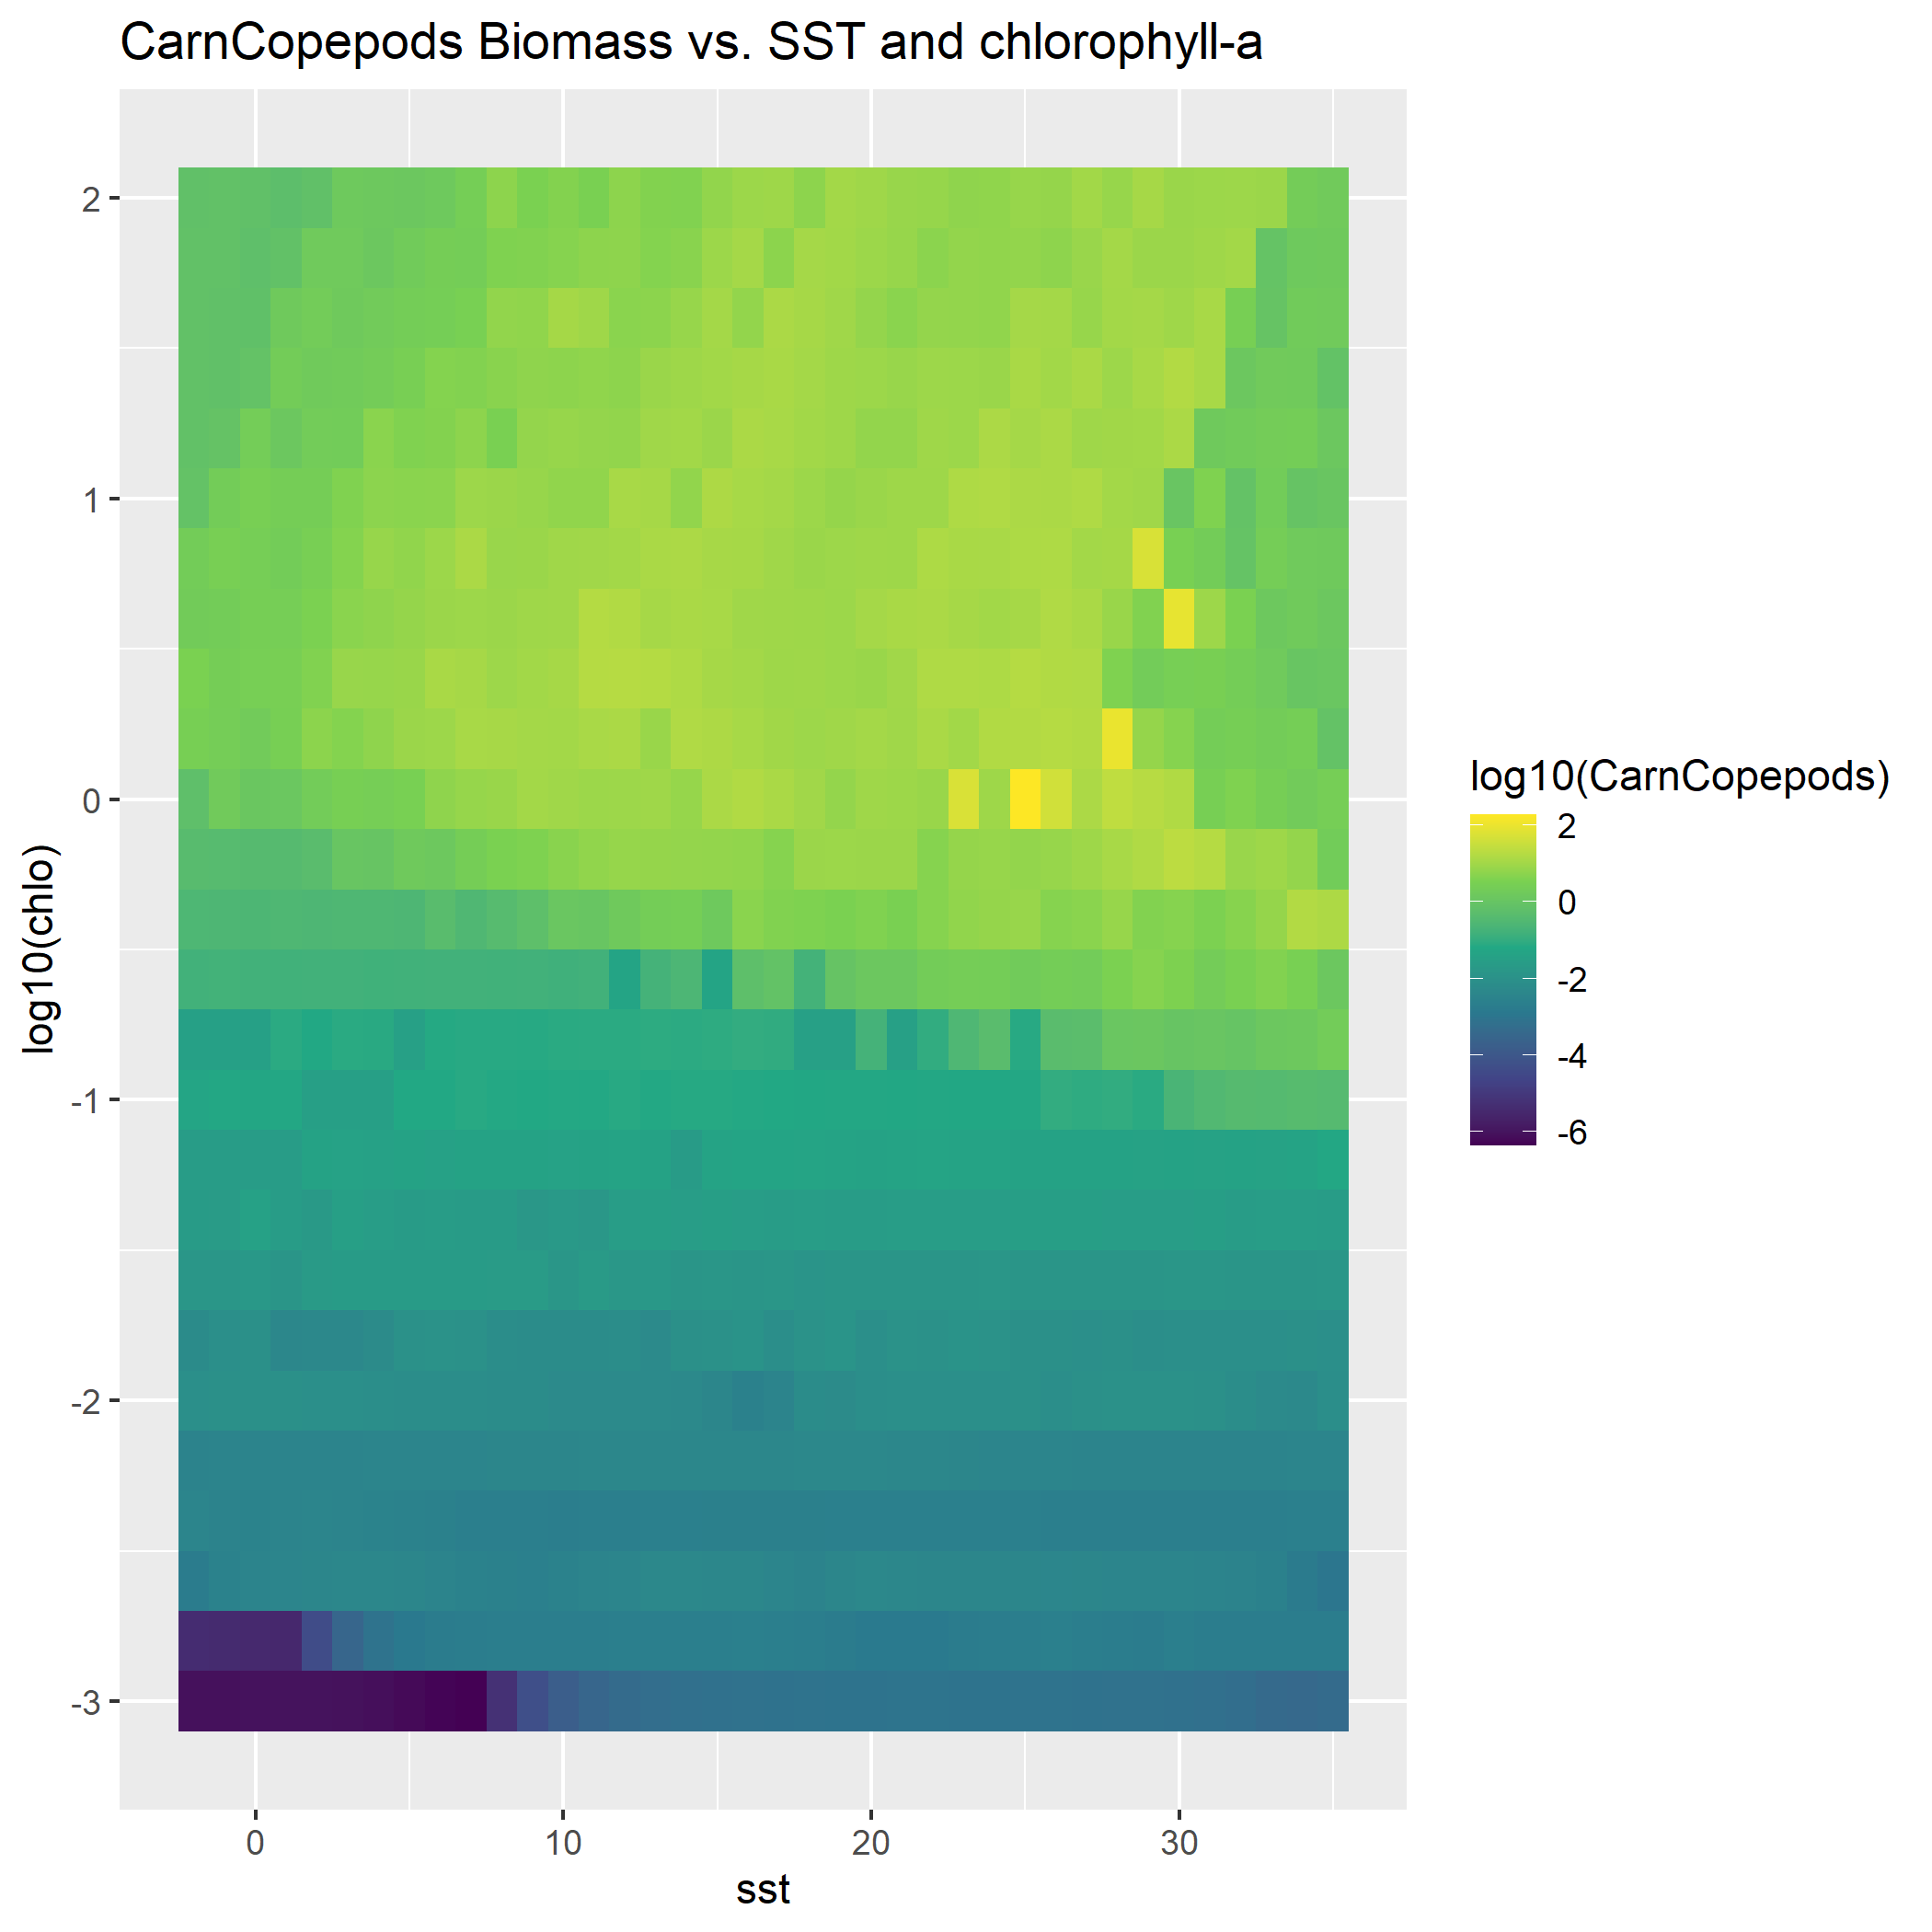 CarnCopepods Biomass vs. SST and chlorophyll-a
log10(chlo)
2
1
0
-1
-2
-3
0 10 20 30
sst
log10(CarnCopepods)
2
0
-2
-4
-6